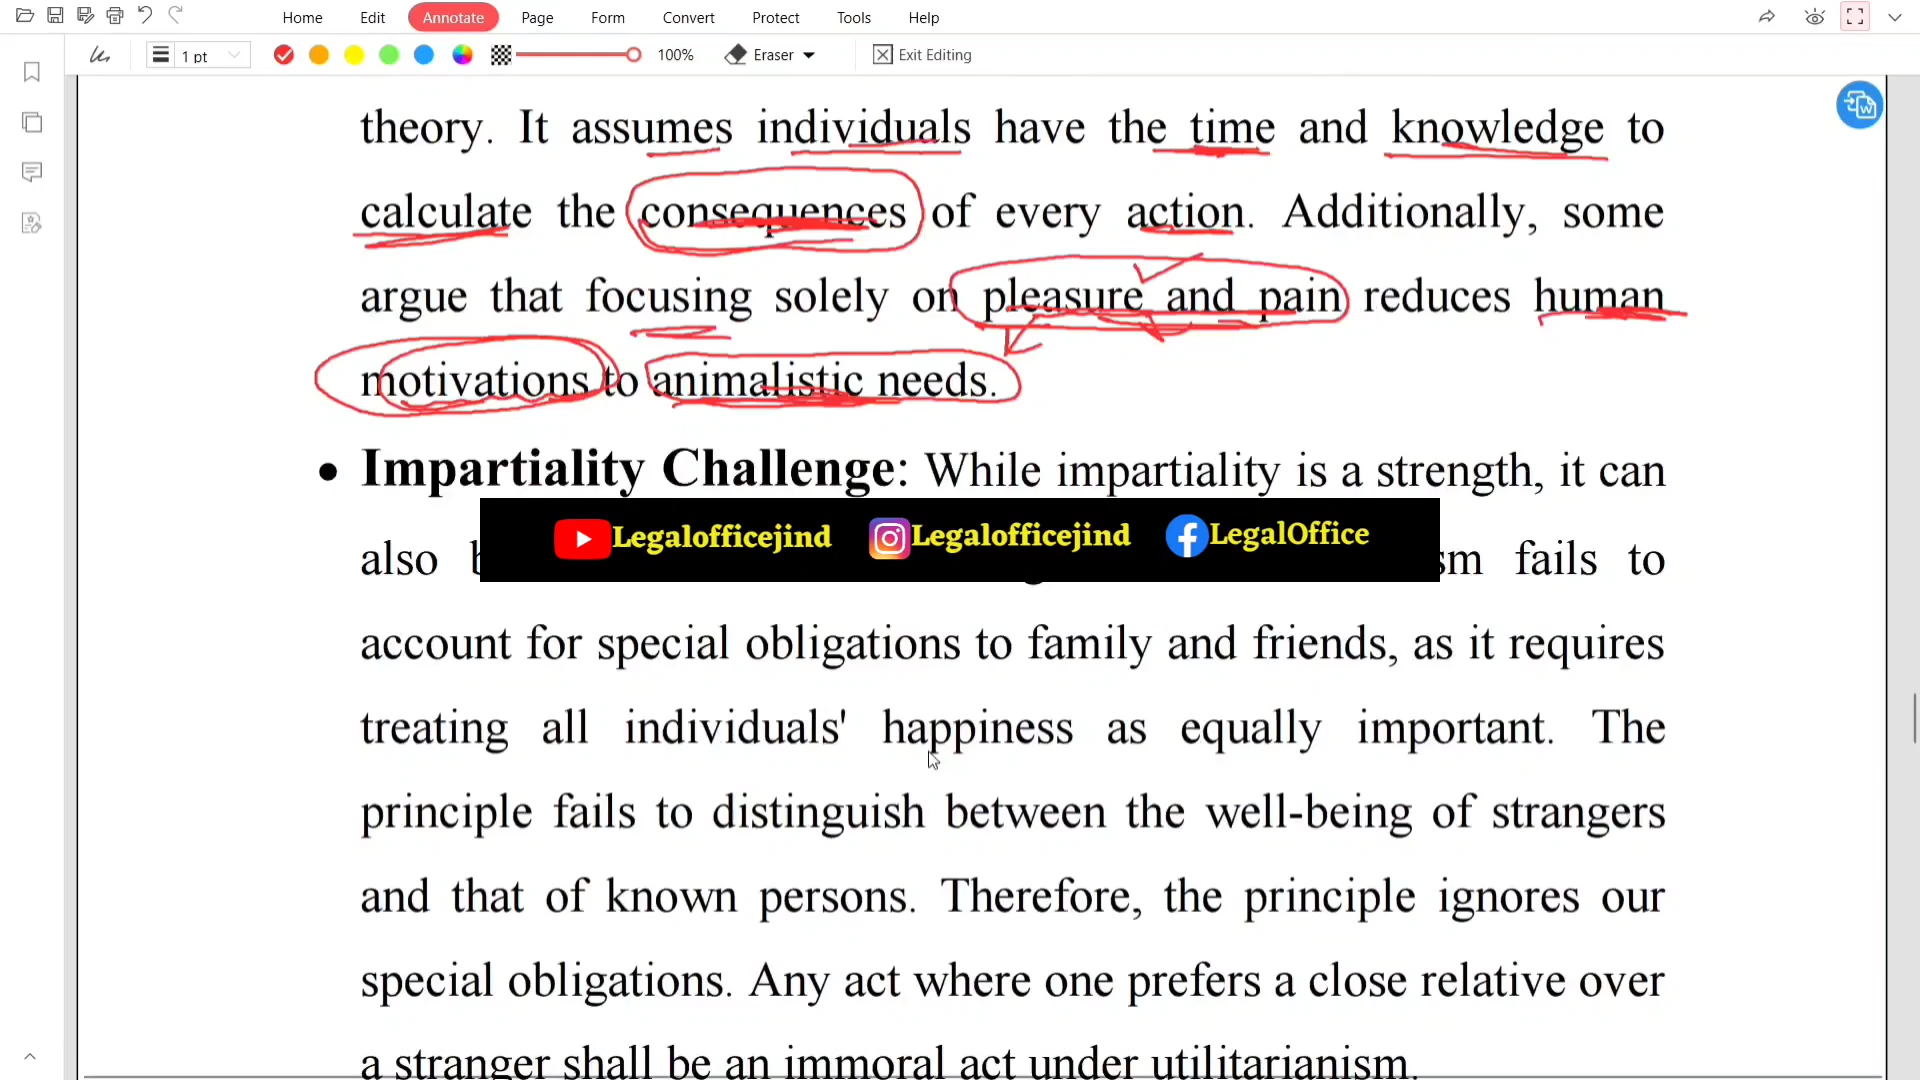 Home Edit Annotate Page Form Convert Protect Tools Help
1 pt 100% Eraser Exit Editing
theory. It assumes individuals have the time and knowledge to
calculate the consequences of every action. Additionally, some
argue that focusing solely on pleasure and pain reduces human
motivations to animalistic needs.
• Impartiality Challenge: While impartiality is a strength, it can
Legalofficejind Legalofficejind LegalOffice
also fails to
account for special obligations to family and friends, as it requires
treating all individuals' happiness as equally important. The
principle fails to distinguish between the well-being of strangers
and that of known persons. Therefore, the principle ignores our
special obligations. Any act where one prefers a close relative over
a stranger shall be an immoral act under utilitarianism.